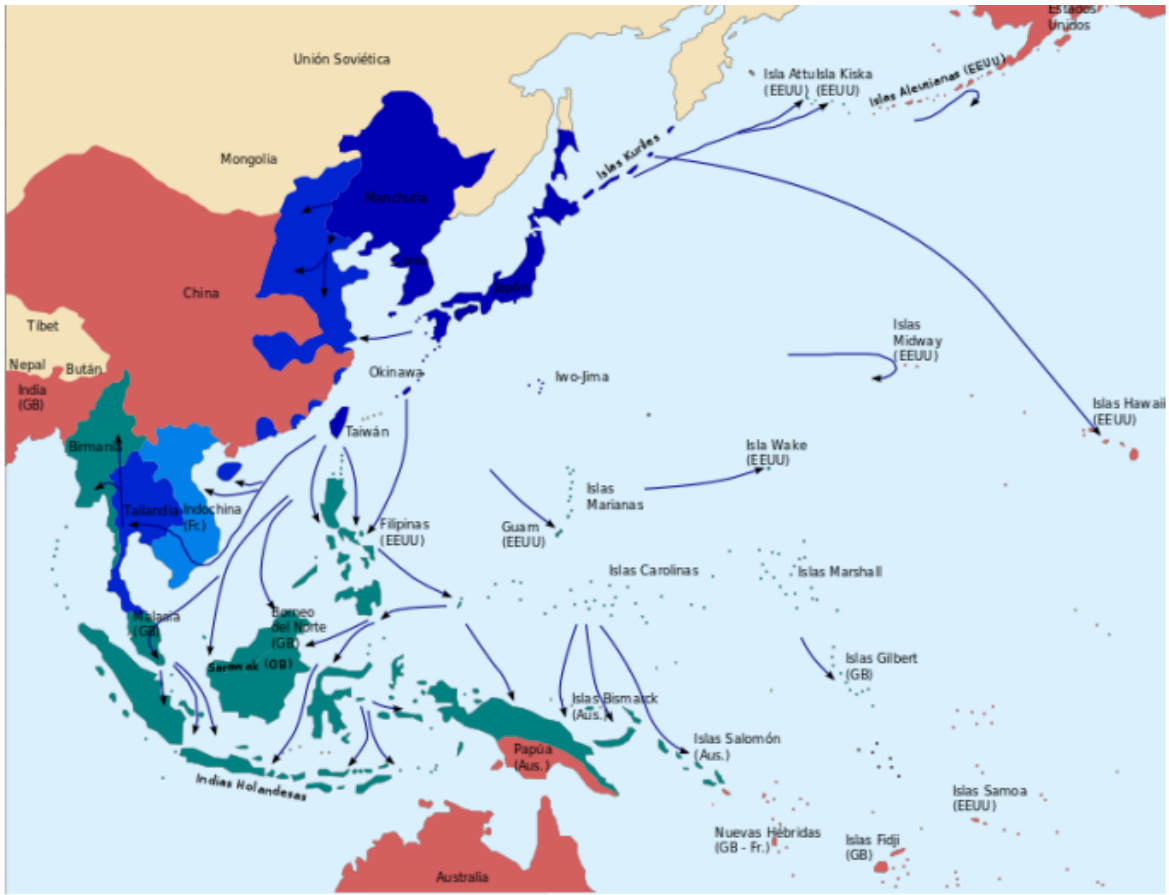 Estados
Unidos
Unión Soviética
Isla Attu
(EEUU)
Isla Kiska
(EEUU)
Islas Aleutianas (EEUU)
Islas Kuriles
Mongolia
Manchuria
Corea
Japón
China
Tíbet
Nepal
Bután
India
(GB)
Islas
Midway
(EEUU)
Okinawa
Iwo-Jima
Islas Hawaii
(EEUU)
Taiwán
Birmania
Isla Wake
(EEUU)
Islas
Marianas
Tailandia
Indochina
(Fr.)
Filipinas
(EEUU)
Guam
(EEUU)
Islas Carolinas
Islas Marshall
Malasia
(GB)
Borneo
del Norte
(GB)
Sarawak (GB)
Islas Gilbert
(GB)
Islas Bismarck
(Aus.)
Islas Salomón
(Aus.)
Papúa
(Aus.)
Indias Holandesas
Islas Samoa
(EEUU)
Nuevas Hébridas
(GB - Fr.)
Islas Fidji
(GB)
Australia